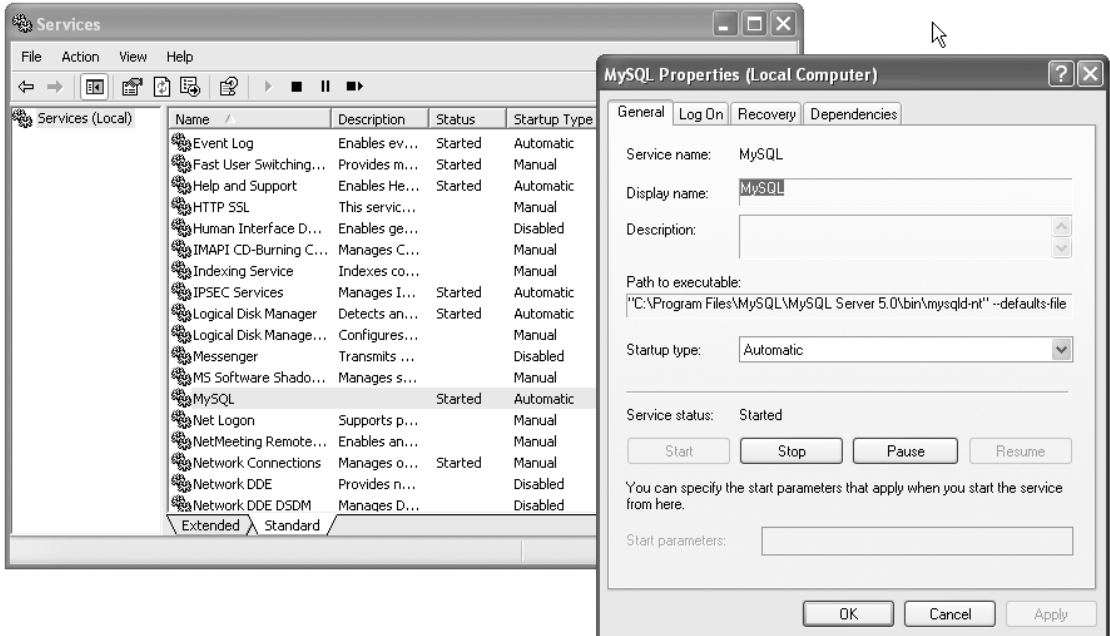 Services
File Action View Help
Services (Local)
Name Description Status Startup Type
Event Log Enables ev... Started Automatic
Fast User Switching... Provides m... Started Manual
Help and Support Enables He... Started Automatic
HTTP SSL This servic... Manual
Human Interface D... Enables ge... Disabled
IMAPI CD-Burning C... Manages C... Manual
Indexing Service Indexes co... Manual
IPSEC Services Manages I... Started Automatic
Logical Disk Manager Detects an... Started Automatic
Logical Disk Manage... Configures... Manual
Messenger Transmits ... Disabled
MS Software Shado... Manages s... Manual
MySQL Started Automatic
Net Logon Supports p... Manual
NetMeeting Remote... Enables an... Manual
Network Connections Manages o... Started Manual
Network DDE Provides n... Disabled
Network DDE DSDM Manages D... Disabled
Extended Standard
MySQL Properties (Local Computer)
General Log On Recovery Dependencies
Service name: MySQL
Display name: MySQL
Description:
Path to executable:
"C:\Program Files\MySQL\MySQL Server 5.0\bin\mysqld-nt" --defaults-file
Startup type: Automatic
Service status: Started
Start Stop Pause Resume
You can specify the start parameters that apply when you start the service
from here.
Start parameters:
OK Cancel Apply